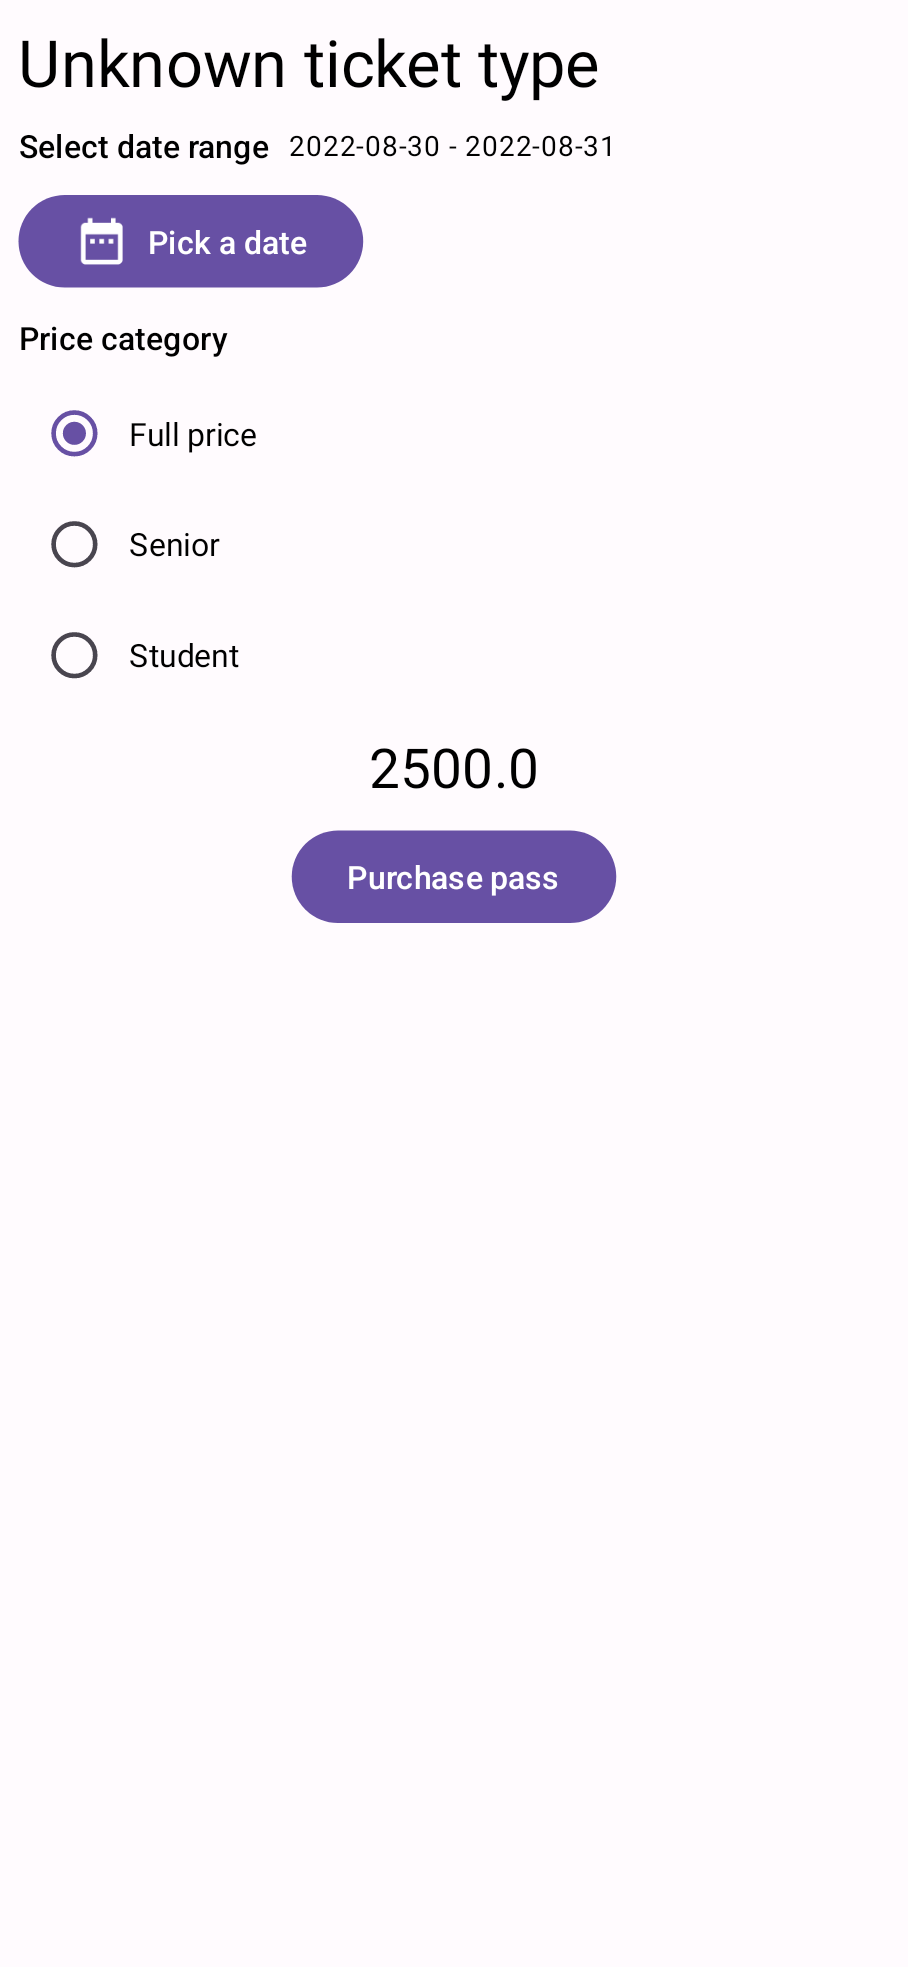 Unknown ticket type
Select date range 2022-08-30 - 2022-08-31
Pick a date
Price category
Full price
Senior
Student
2500.0
Purchase pass